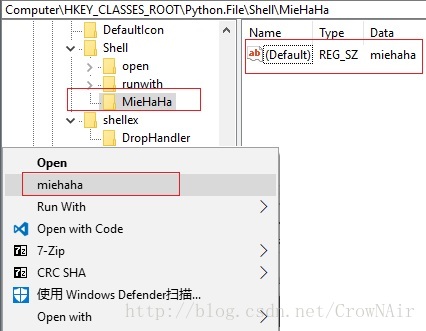 Computer\HKEY_CLASSES_ROOT\Python.File\Shell\MieHaHa
DefaultIcon
Shell
open
runwith
MieHaHa
shellex
DropHandler
Name Type Data
ab (Default) REG_SZ miehaha
Open
miehaha
Run With
Open with Code
7z 7-Zip
7z CRC SHA
使用 Windows Defender扫描...
Open with
http://blog.csdn.net/CrowNAir